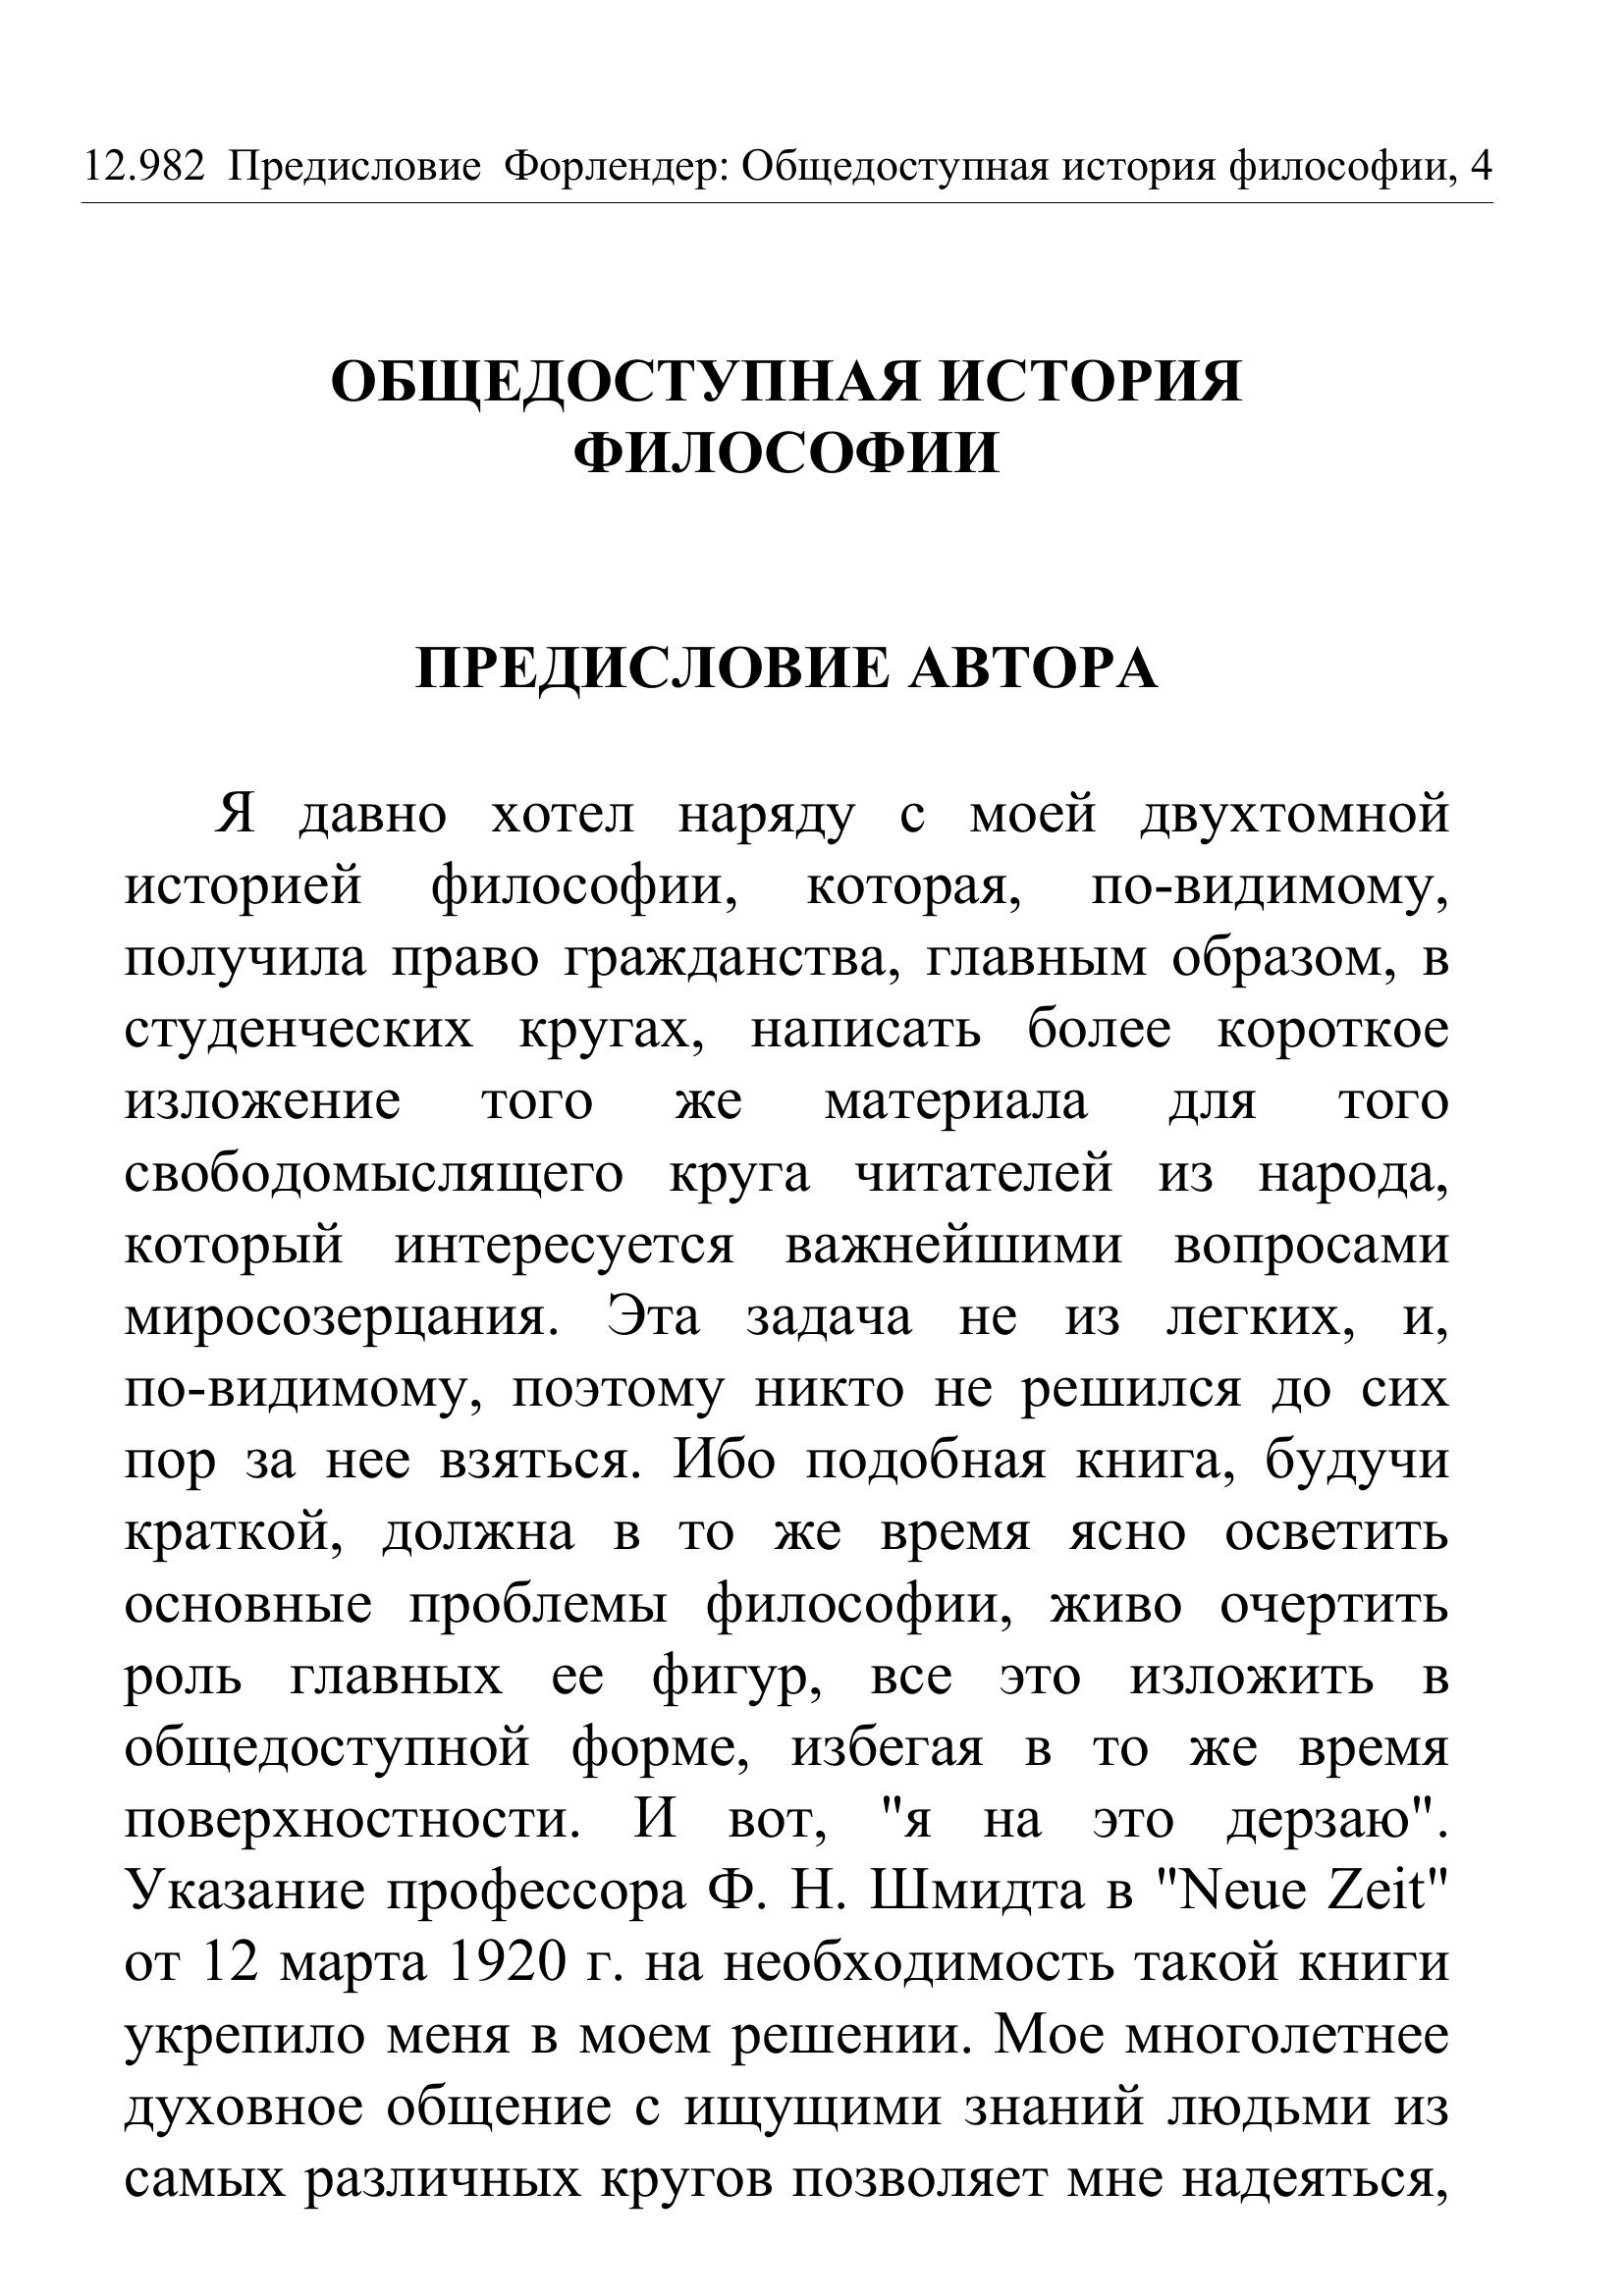 12.982 Предисловие Форлендер: Общедоступная история философии, 4
ОБЩЕДОСТУПНАЯ ИСТОРИЯ
ФИЛОСОФИИ
ПРЕДИСЛОВИЕ АВТОРА
Я давно хотел наряду с моей двухтомной
историей философии, которая, по-видимому,
получила право гражданства, главным образом, в
студенческих кругах, написать более короткое
изложение того же материала для того
свободомыслящего круга читателей из народа,
который интересуется важнейшими вопросами
миросозерцания. Эта задача не из легких, и,
по-видимому, поэтому никто не решился до сих
пор за нее взяться. Ибо подобная книга, будучи
краткой, должна в то же время ясно осветить
основные проблемы философии, живо очертить
роль главных ее фигур, все это изложить в
общедоступной форме, избегая в то же время
поверхностности. И вот, "я на это дерзаю".
Указание профессора Ф. Н. Шмидта в "Neue Zeit"
от 12 марта 1920 г. на необходимость такой книги
укрепило меня в моем решении. Мое многолетнее
духовное общение с ищущими знаний людьми из
самых различных кругов позволяет мне надеяться,